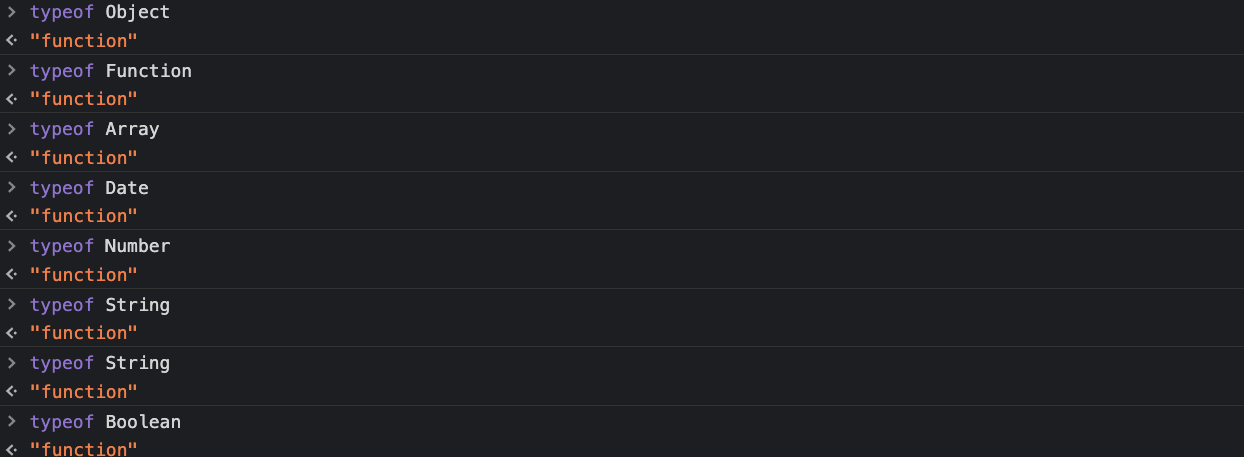 > typeof Object
<· "function"
> typeof Function
<· "function"
> typeof Array
<· "function"
> typeof Date
<· "function"
> typeof Number
<· "function"
> typeof String
<· "function"
> typeof String
<· "function"
> typeof Boolean
<· "function"